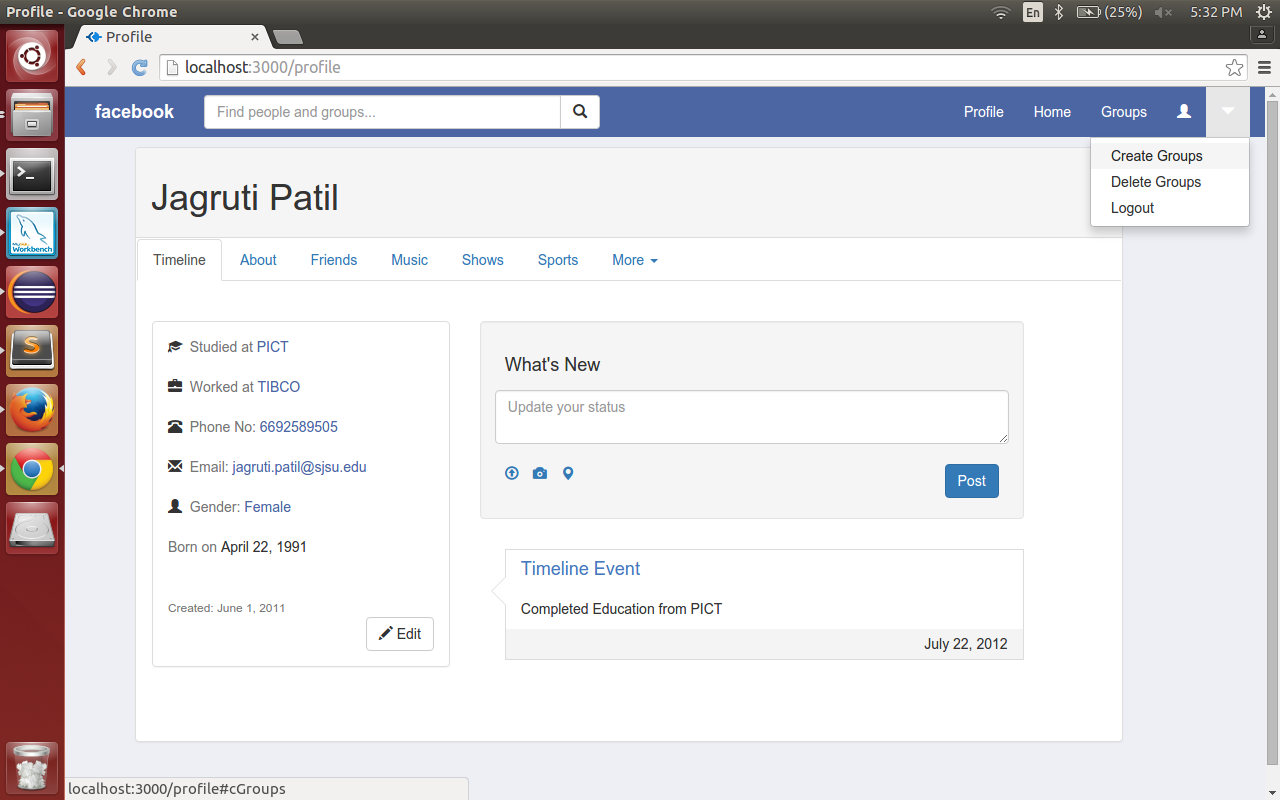 Profile - Google Chrome
En
(25%)
5:32 PM
Profile
localhost:3000/profile
facebook
Find people and groups...
Profile
Home
Groups
Create Groups
Delete Groups
Logout
Jagruti Patil
Timeline
About
Friends
Music
Shows
Sports
More
Studied at PICT
Worked at TIBCO
Phone No: 6692589505
Email: jagruti.patil@sjsu.edu
Gender: Female
Born on April 22, 1991
Created: June 1, 2011
Edit
What's New
Update your status
Post
Timeline Event
Completed Education from PICT
July 22, 2012
Workbench
S
localhost:3000/profile#cGroups